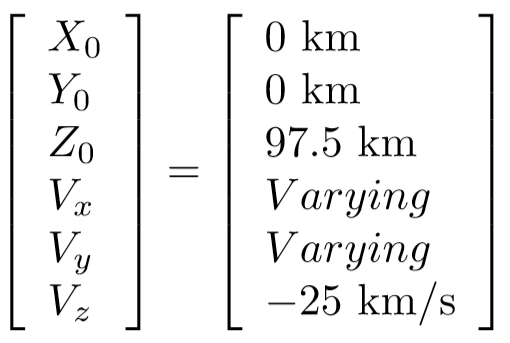 X₀ 0 km
Y₀ 0 km
Z₀ 97.5 km
Vₓ = Varying
Vᵧ Varying
V_z −25 km/s